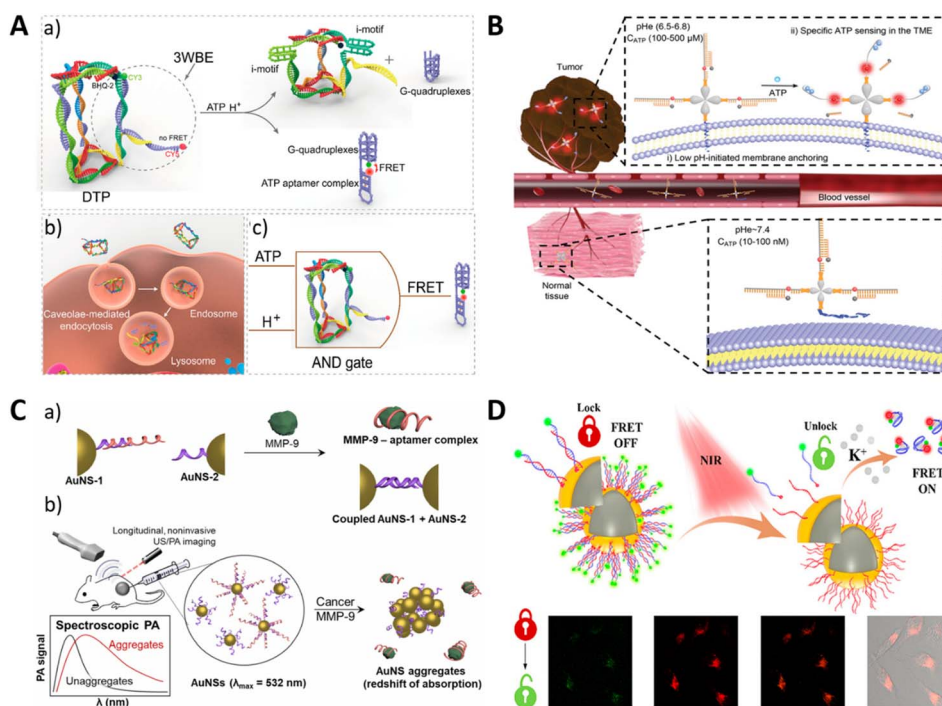 A
a)
BHQ-2
CY3
3WBE
no FRET
CY5
DTP
ATP H⁺
i-motif
i-motif
+
G-quadruplexes
G-quadruplexes
FRET
ATP aptamer complex
b)
Caveolae-mediated
endocytosis
Endosome
Lysosome
c)
ATP
H⁺
FRET
AND gate
B
Tumor
pHe (6.5-6.8)
C_ATP (100-500 μM)
ii) Specific ATP sensing in the TME
ATP
i) Low pH-initiated membrane anchoring
Blood vessel
Normal
tissue
pHe~7.4
C_ATP (10-100 nM)
C
a)
AuNS-1
AuNS-2
MMP-9
MMP-9 – aptamer complex
Coupled AuNS-1 + AuNS-2
b)
Longitudinal, noninvasive
US/PA imaging
Spectroscopic PA
Aggregates
Unaggregates
PA signal
λ (nm)
AuNSs (λmax = 532 nm)
Cancer
MMP-9
AuNS aggregates
(redshift of absorption)
D
Lock
FRET
OFF
NIR
Unlock
K⁺
FRET
ON